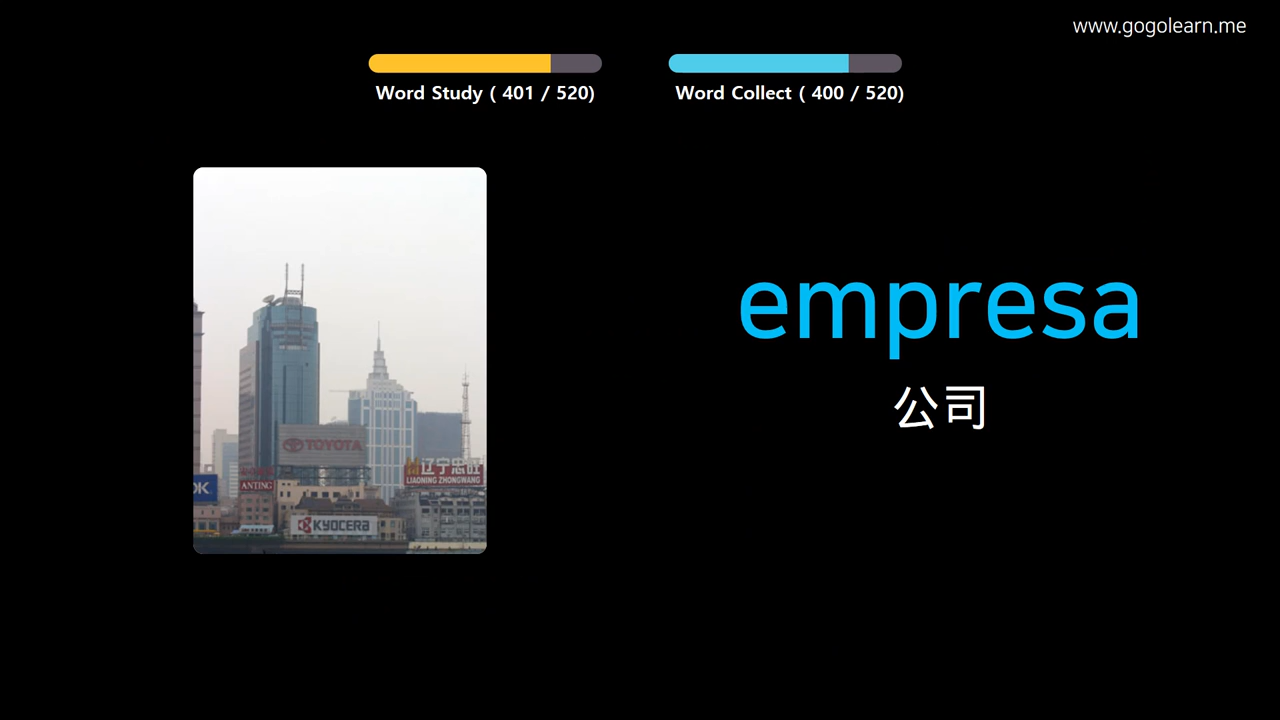 www.gogolearn.me
Word Study ( 401 / 520)
Word Collect ( 400 / 520)
empresa
公司
TOYOTA
辽宁忠旺
LIAONING ZHONGWANG
OK
ANTING
KYOCERA